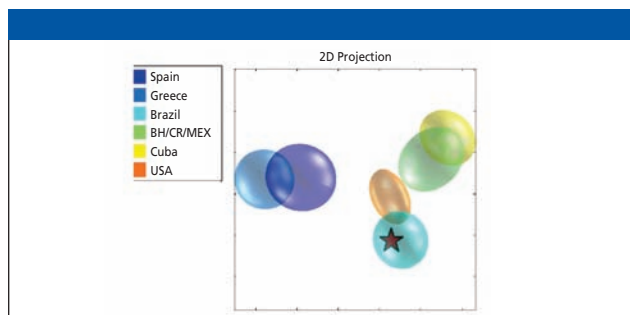 2D Projection
Spain
Greece
Brazil
BH/CR/MEX
Cuba
USA